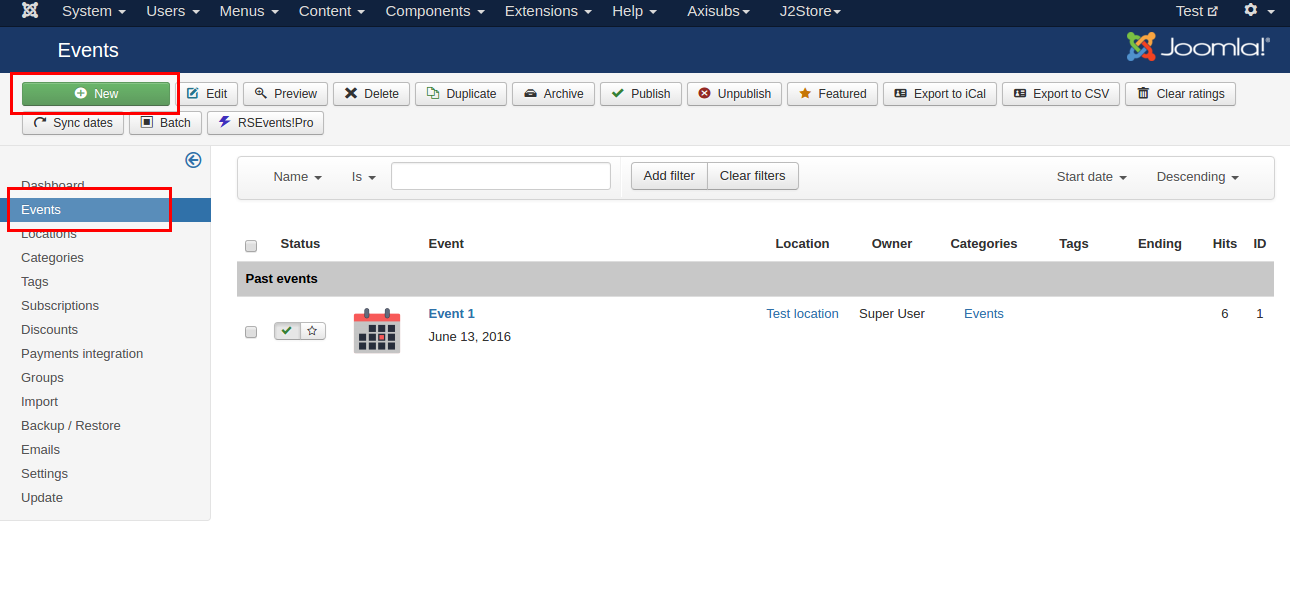 System Users Menus Content Components Extensions Help Axisubs J2Store Test
Events Joomla!®
New Edit Preview Delete Duplicate Archive Publish Unpublish Featured Export to iCal Export to CSV Clear ratings
Sync dates Batch RSEvents!Pro
Dashboard
Events
Locations
Categories
Tags
Subscriptions
Discounts
Payments integration
Groups
Import
Backup / Restore
Emails
Settings
Update
Name Is Add filter Clear filters Start date Descending
Status Event Location Owner Categories Tags Ending Hits ID
Past events
Event 1 Test location Super User Events 6 1
June 13, 2016